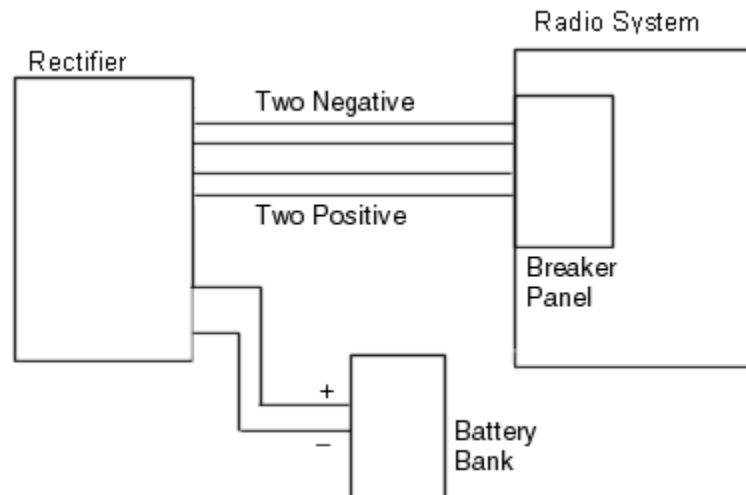 Radio System
Rectifier
Two Negative
Two Positive
Breaker
Panel
+
–
Battery
Bank